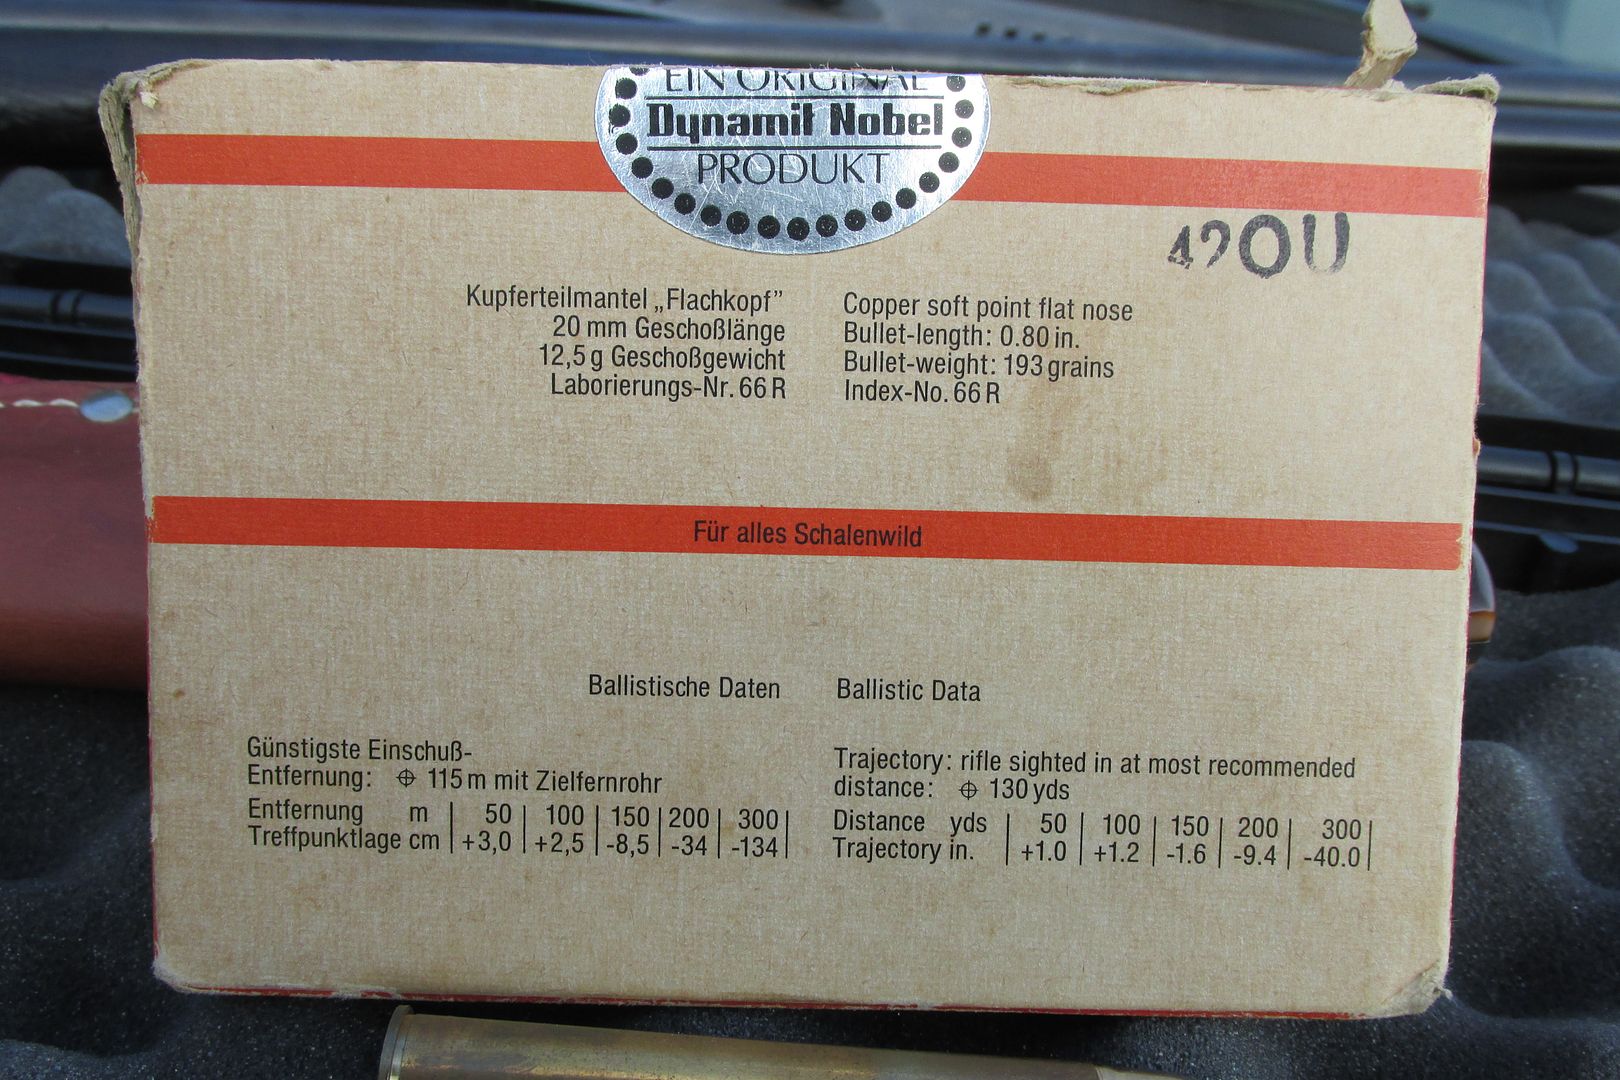 EIN ORIGINAL
Dynamit Nobel
PRODUKT
42OU
Kupferteilmantel „Flachkopf”
20 mm Geschoßlänge
12,5 g Geschoßgewicht
Laborierungs-Nr. 66 R
Copper soft point flat nose
Bullet-length: 0.80 in.
Bullet-weight: 193 grains
Index-No. 66 R
Für alles Schalenwild
Ballistische Daten
Günstigste Einschuß-
Entfernung: ⌖ 115 m mit Zielfernrohr
Entfernung m | 50 | 100 | 150 | 200 | 300 |
Treffpunktlage cm | +3,0 | +2,5 | -8,5 | -34 | -134 |
Ballistic Data
Trajectory: rifle sighted in at most recommended
distance: ⌖ 130 yds
Distance yds | 50 | 100 | 150 | 200 | 300 |
Trajectory in. | +1.0 | +1.2 | -1.6 | -9.4 | -40.0 |